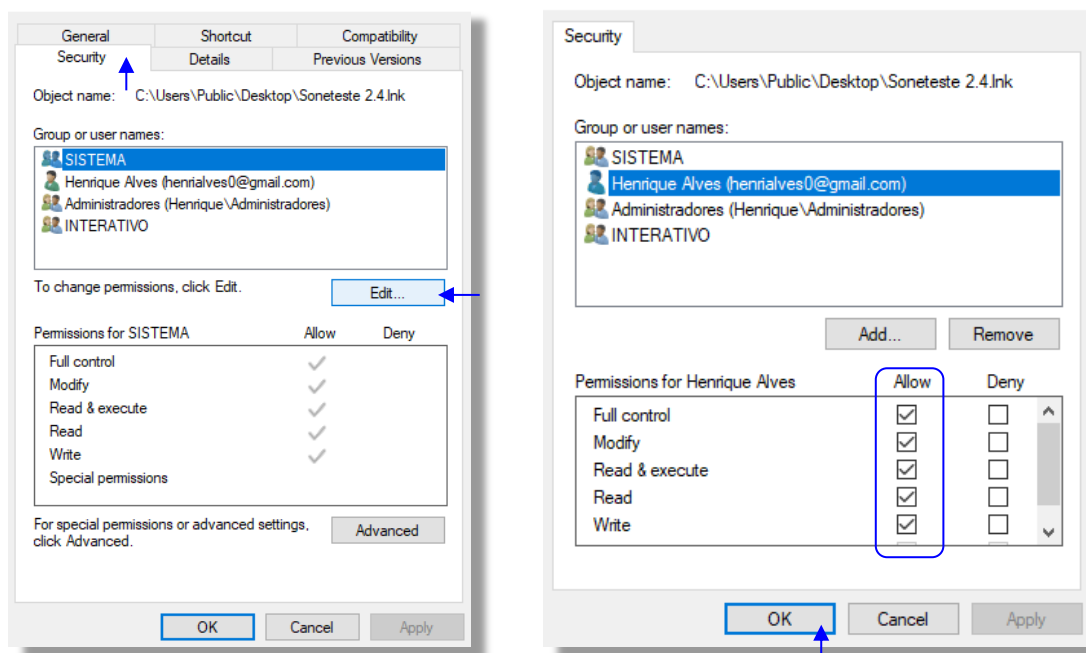 General Shortcut Compatibility
Security Details Previous Versions
Object name: C:\Users\Public\Desktop\Soneteste 2.4.lnk
Group or user names:
SISTEMA
Henrique Alves (henrialves0@gmail.com)
Administradores (Henrique\Administradores)
INTERATIVO
To change permissions, click Edit.
Edit...
Permissions for SISTEMA Allow Deny
Full control
Modify
Read & execute
Read
Write
Special permissions
For special permissions or advanced settings,
click Advanced.
Advanced
OK Cancel Apply
Security
Object name: C:\Users\Public\Desktop\Soneteste 2.4.lnk
Group or user names:
SISTEMA
Henrique Alves (henrialves0@gmail.com)
Administradores (Henrique\Administradores)
INTERATIVO
Add... Remove
Permissions for Henrique Alves Allow Deny
Full control
Modify
Read & execute
Read
Write
OK Cancel Apply